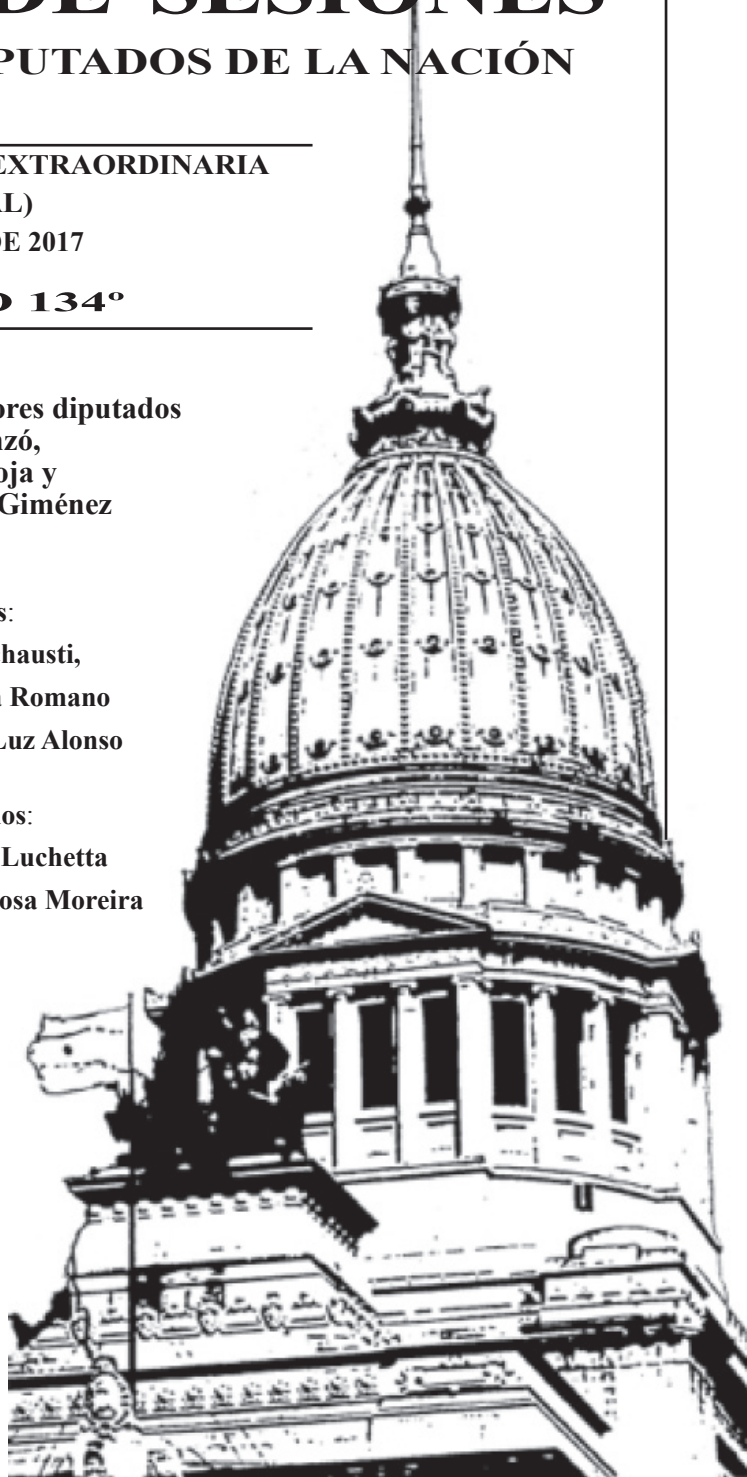 DE SESIONES
PUTADOS DE LA NACIÓN
EXTRAORDINARIA
AL)
DE 2017
O 134º
ores diputados
nzó,
oja y
Giménez
s:
hausti,
a Romano
Luz Alonso
os:
Luchetta
osa Moreira